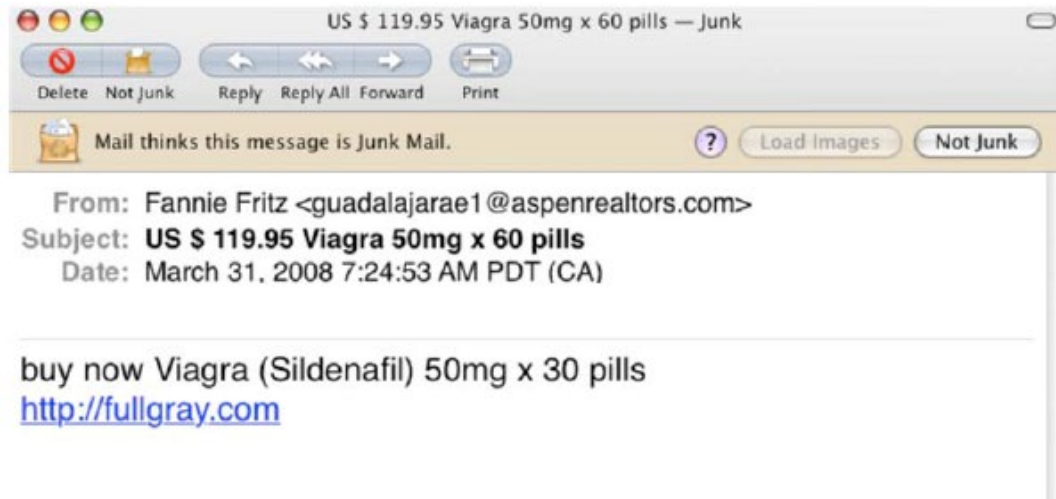 US $ 119.95 Viagra 50mg x 60 pills — Junk
Delete Not Junk Reply Reply All Forward Print
Mail thinks this message is Junk Mail. ? Load Images Not Junk
From: Fannie Fritz <guadalajarae1@aspenrealtors.com>
Subject: US $ 119.95 Viagra 50mg x 60 pills
Date: March 31, 2008 7:24:53 AM PDT (CA)
buy now Viagra (Sildenafil) 50mg x 30 pills
http://fullgray.com